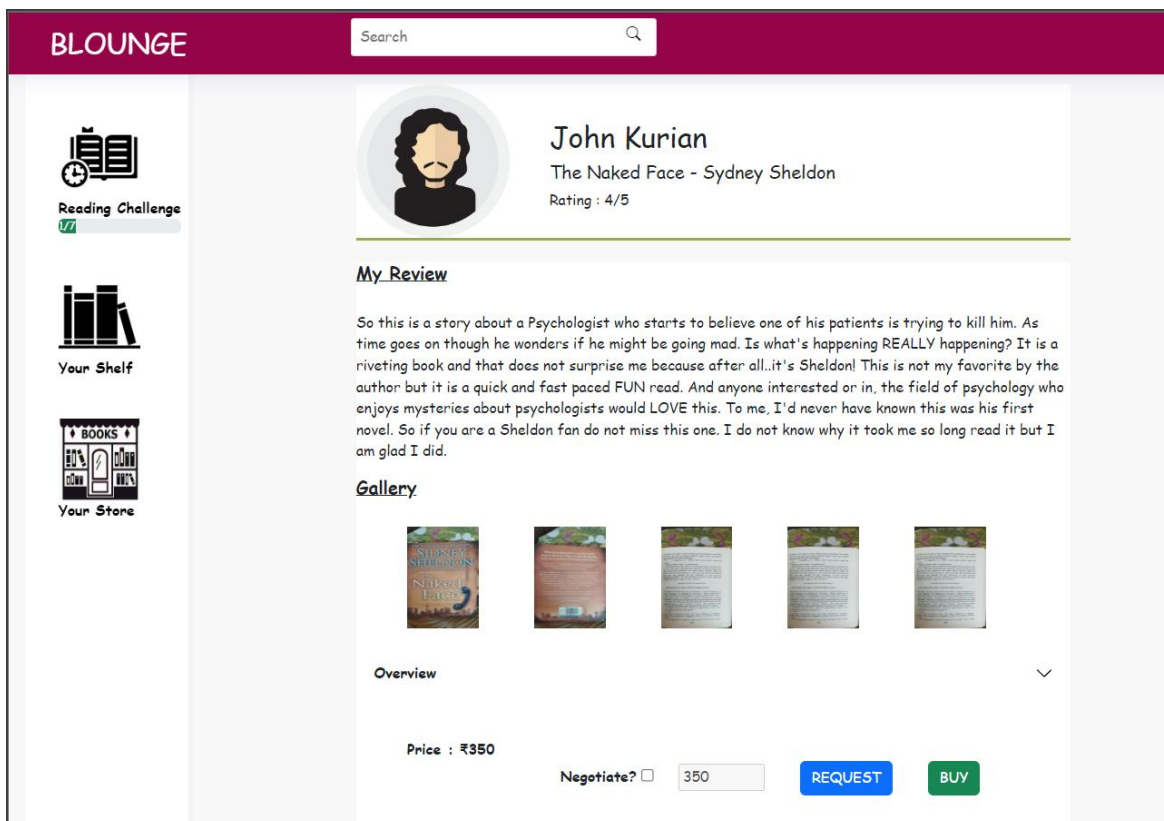 BLOUNGE
Search
John Kurian
The Naked Face - Sydney Sheldon
Rating : 4/5
Reading Challenge
1/7
Your Shelf
BOOKS
Your Store
My Review
So this is a story about a Psychologist who starts to believe one of his patients is trying to kill him. As
time goes on though he wonders if he might be going mad. Is what's happening REALLY happening? It is a
riveting book and that does not surprise me because after all..it's Sheldon! This is not my favorite by the
author but it is a quick and fast paced FUN read. And anyone interested or in, the field of psychology who
enjoys mysteries about psychologists would LOVE this. To me, I'd never have known this was his first
novel. So if you are a Sheldon fan do not miss this one. I do not know why it took me so long read it but I
am glad I did.
Gallery
SIDNEY
SHELDON
Naked
Face
Overview
Price : ₹350
Negotiate?
350
REQUEST
BUY